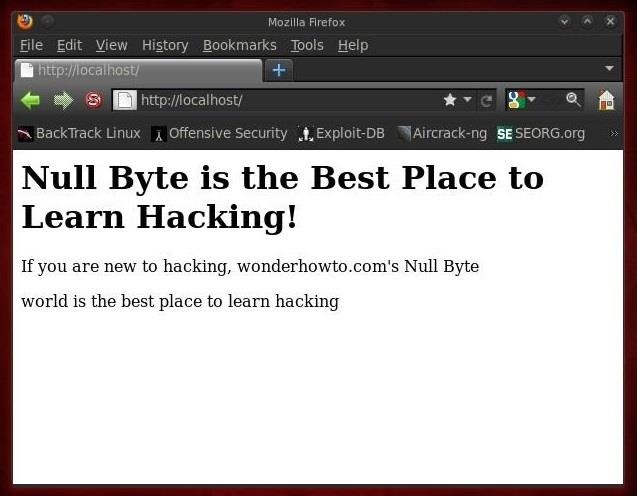 Mozilla Firefox
File Edit View History Bookmarks Tools Help
http://localhost/
http://localhost/
BackTrack Linux Offensive Security Exploit-DB Aircrack-ng SE SEORG.org »
Null Byte is the Best Place to
Learn Hacking!
If you are new to hacking, wonderhowto.com's Null Byte
world is the best place to learn hacking